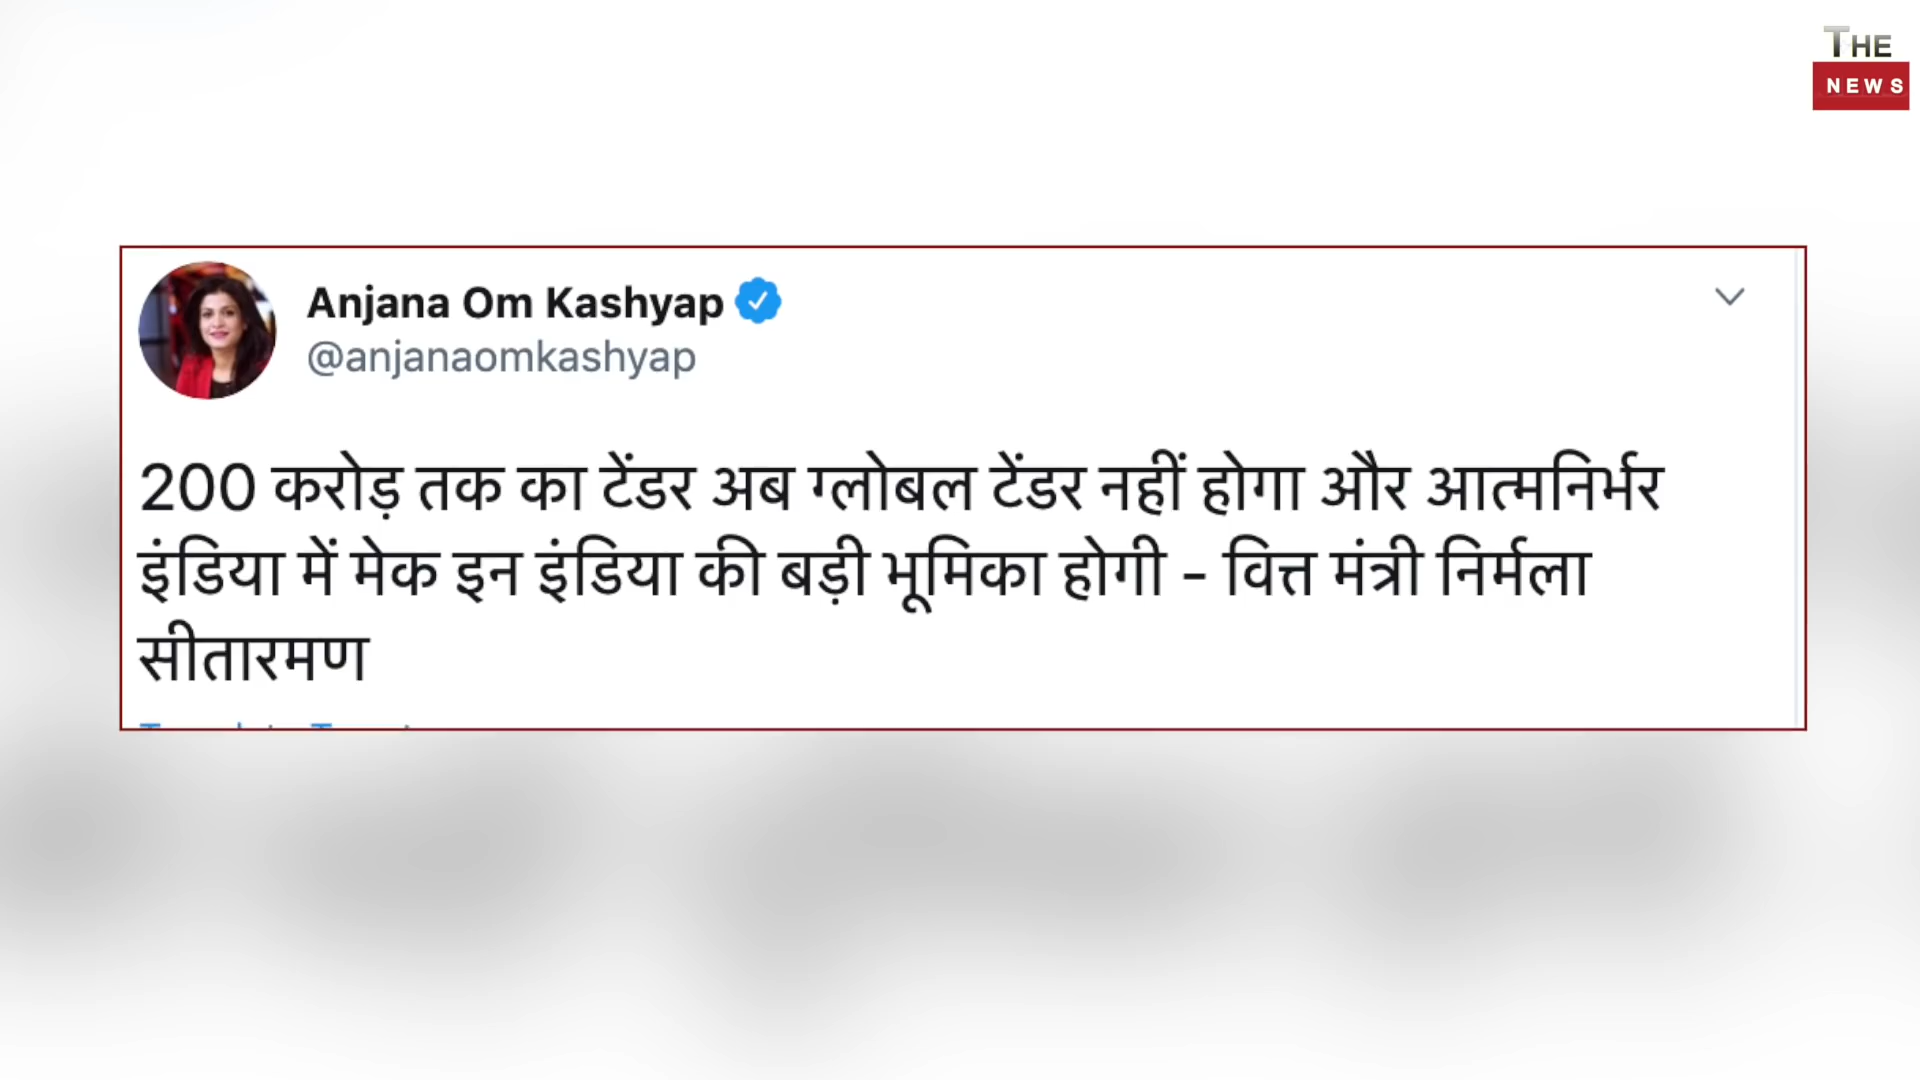 THE
NEWS
Anjana Om Kashyap
@anjanaomkashyap
200 करोड़ तक का टेंडर अब ग्लोबल टेंडर नहीं होगा और आत्मनिर्भर
इंडिया में मेक इन इंडिया की बड़ी भूमिका होगी - वित्त मंत्री निर्मला
सीतारमण